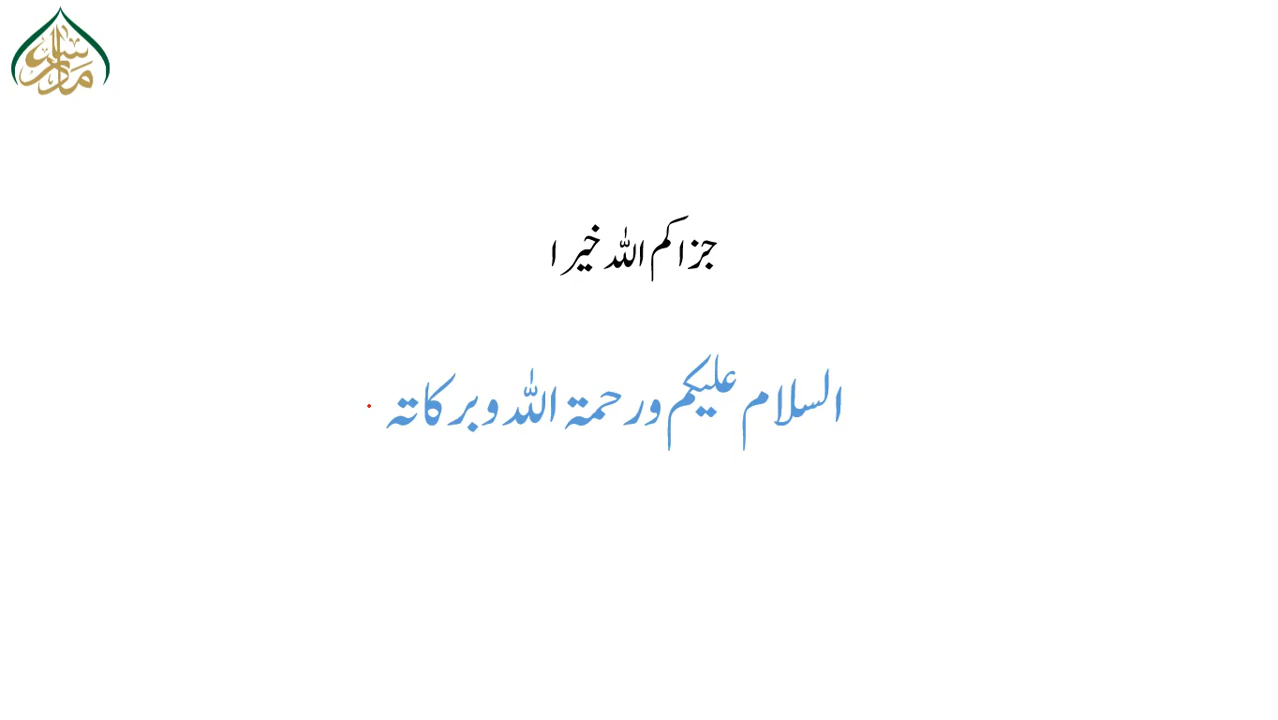 جزاکم اللہ خیرا
السلام علیکم ورحمۃ اللہ وبرکاتہ